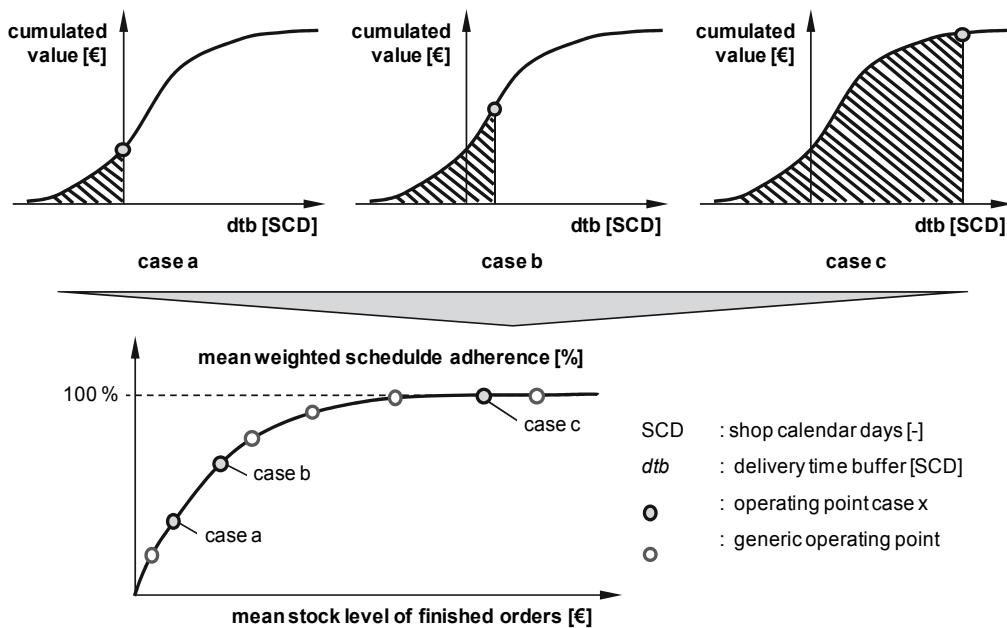 cumulated
value [€]
dtb [SCD]
case a
cumulated
value [€]
dtb [SCD]
case b
cumulated
value [€]
dtb [SCD]
case c
mean weighted schedulde adherence [%]
100 %
case c
case b
case a
mean stock level of finished orders [€]
SCD : shop calendar days [-]
dtb : delivery time buffer [SCD]
: operating point case x
: generic operating point